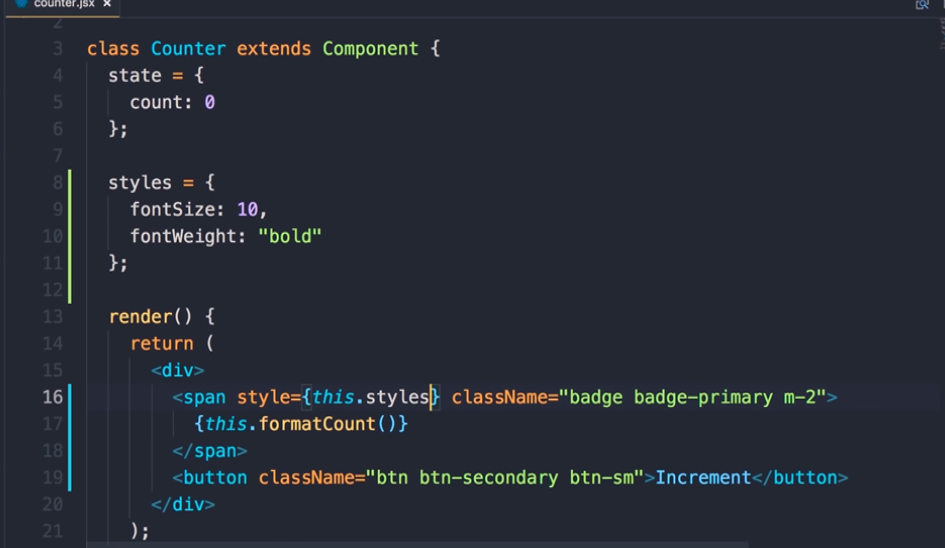 counter.jsx ×
2
3 class Counter extends Component {
4 state = {
5 count: 0
6 };
7
8 styles = {
9 fontSize: 10,
10 fontWeight: "bold"
11 };
12
13 render() {
14 return (
15 <div>
16 <span style={this.styles} className="badge badge-primary m-2">
17 {this.formatCount()}
18 </span>
19 <button className="btn btn-secondary btn-sm">Increment</button>
20 </div>
21 );